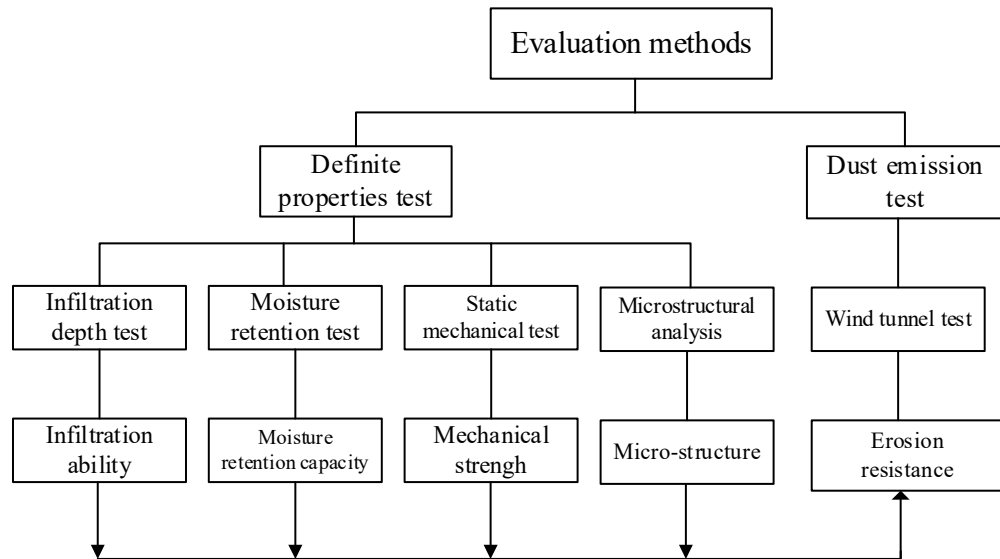 Evaluation methods
Definite
properties test
Dust emission
test
Infiltration
depth test
Moisture
retention test
Static
mechanical test
Microstructural
analysis
Wind tunnel test
Infiltration
ability
Moisture
retention capacity
Mechanical
strengh
Micro-structure
Erosion
resistance